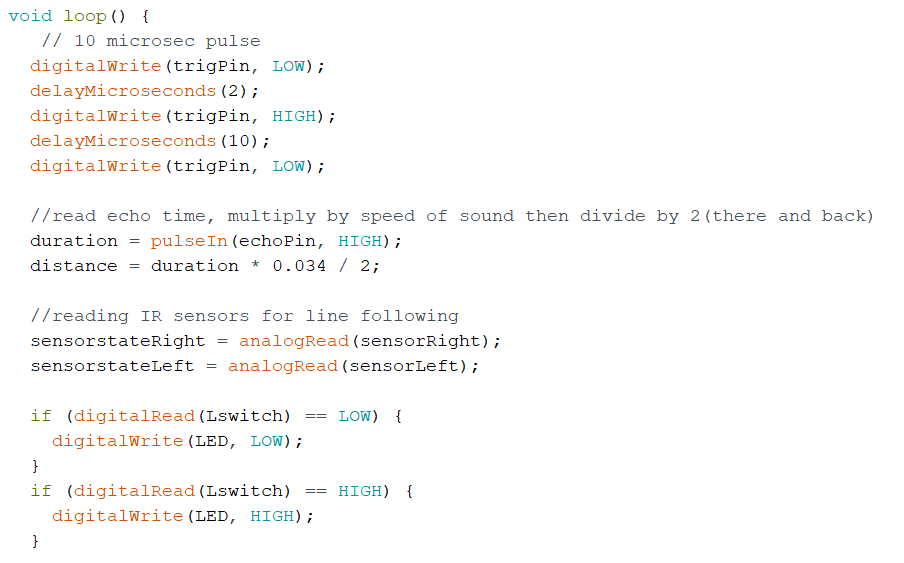 void loop() {
   // 10 microsec pulse
  digitalWrite(trigPin, LOW);
  delayMicroseconds(2);
  digitalWrite(trigPin, HIGH);
  delayMicroseconds(10);
  digitalWrite(trigPin, LOW);

  //read echo time, multiply by speed of sound then divide by 2(there and back)
  duration = pulseIn(echoPin, HIGH);
  distance = duration * 0.034 / 2;

  //reading IR sensors for line following
  sensorstateRight = analogRead(sensorRight);
  sensorstateLeft = analogRead(sensorLeft);

  if (digitalRead(Lswitch) == LOW) {
    digitalWrite(LED, LOW);
  }
  if (digitalRead(Lswitch) == HIGH) {
    digitalWrite(LED, HIGH);
  }